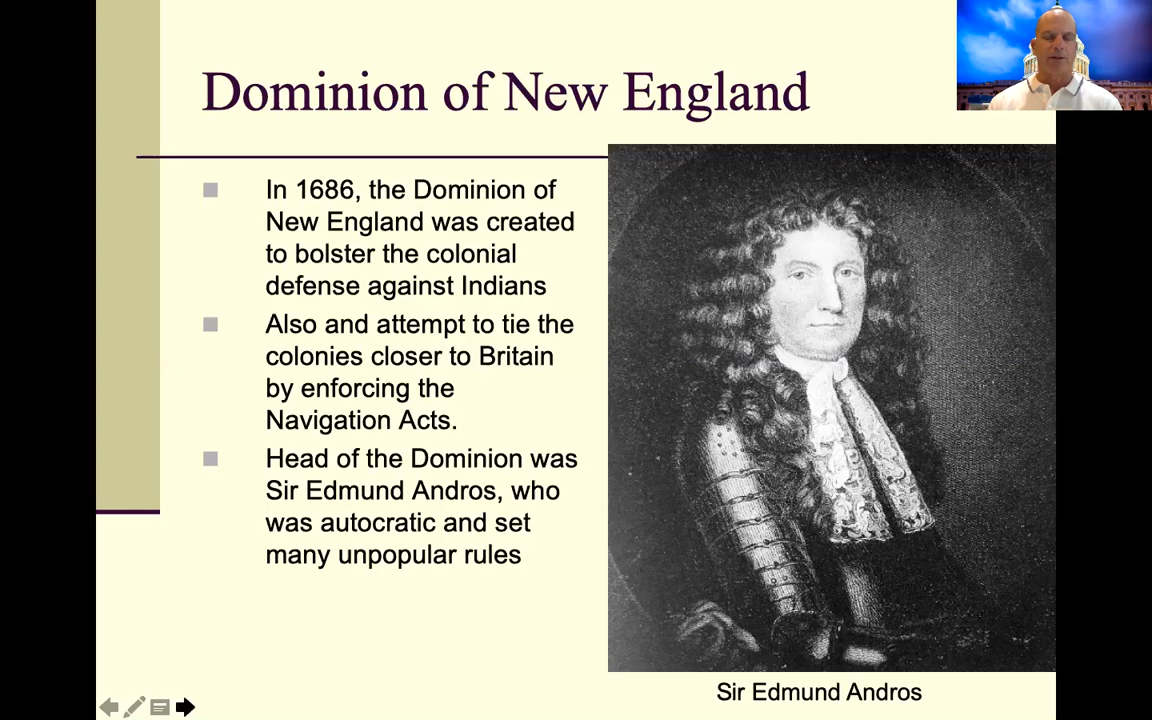 Dominion of New England
In 1686, the Dominion of
New England was created
to bolster the colonial
defense against Indians
Also and attempt to tie the
colonies closer to Britain
by enforcing the
Navigation Acts.
Head of the Dominion was
Sir Edmund Andros, who
was autocratic and set
many unpopular rules
Sir Edmund Andros